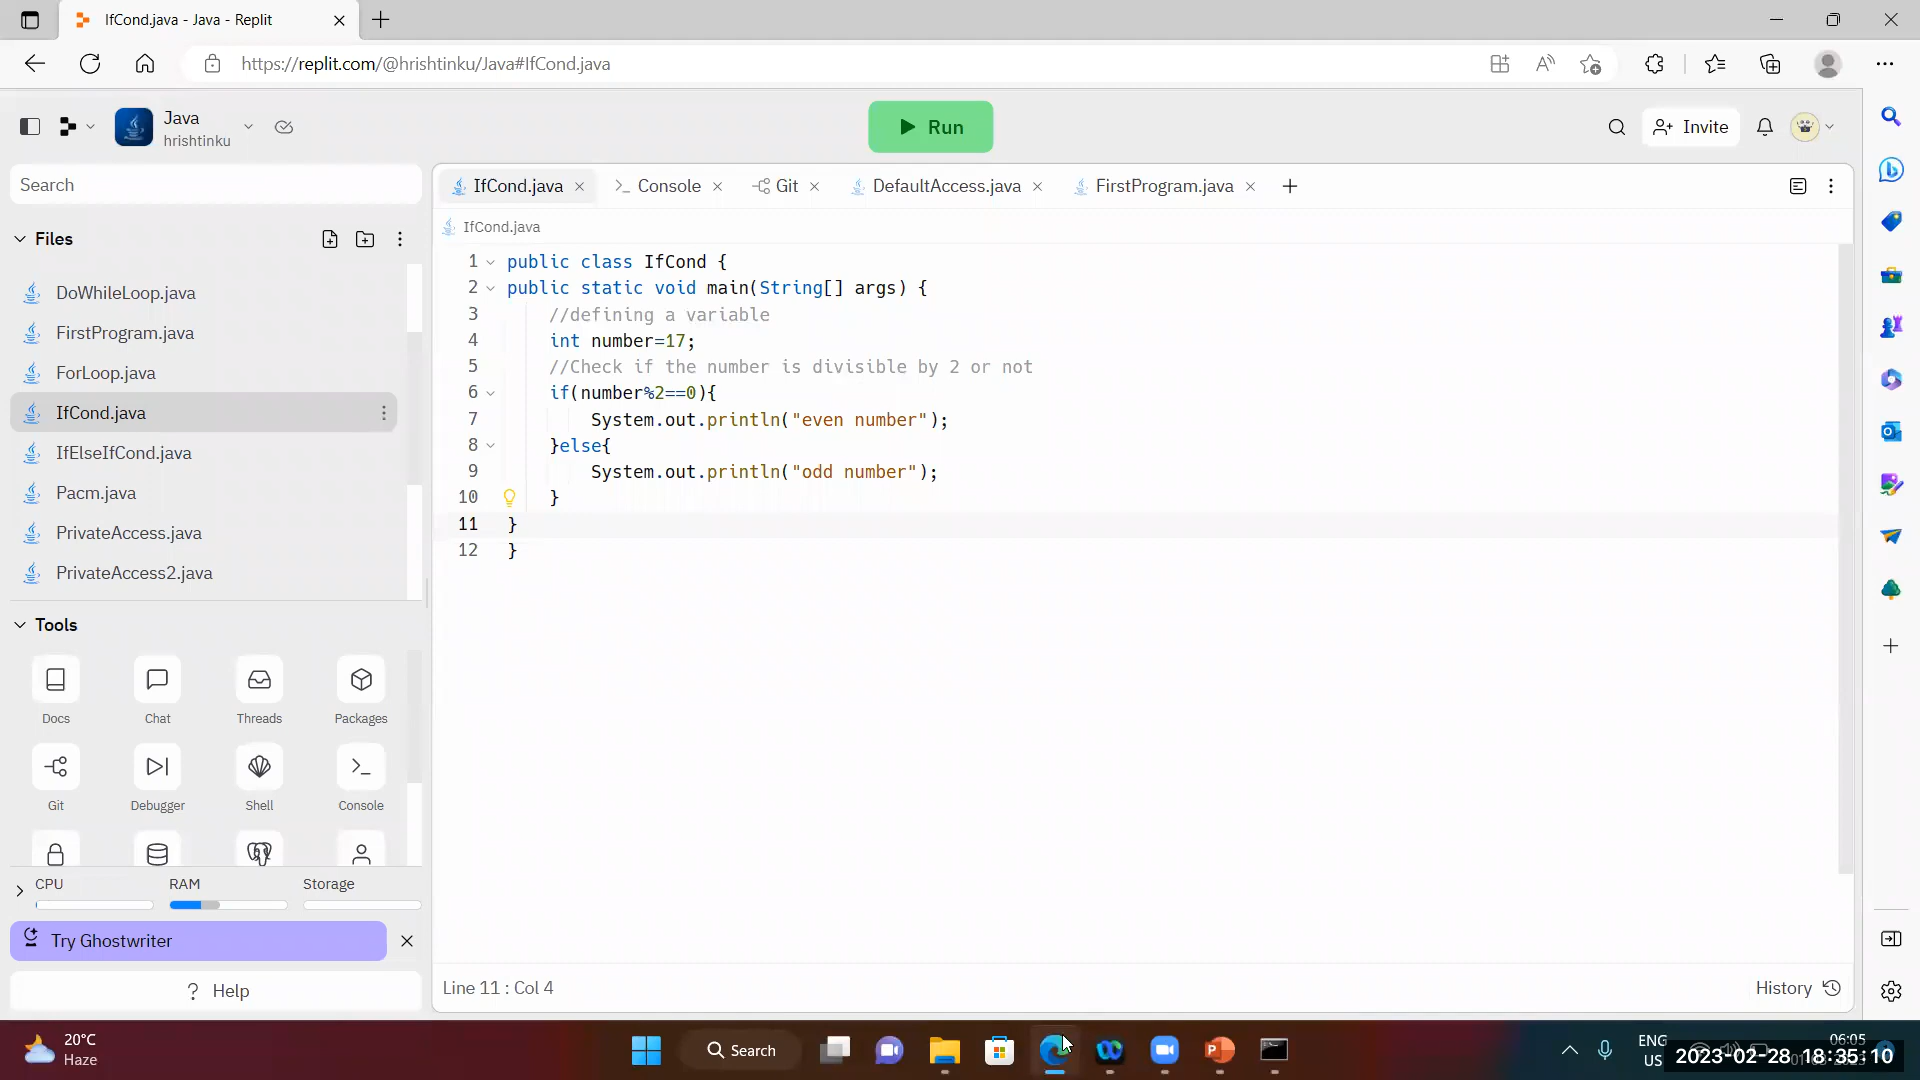 IfCond.java - Java - Replit
https://replit.com/@hrishtinku/Java#IfCond.java
Java
hrishtinku
Run
Invite
Search
Files
DoWhileLoop.java
FirstProgram.java
ForLoop.java
IfCond.java
IfElseIfCond.java
Pacm.java
PrivateAccess.java
PrivateAccess2.java
Tools
Docs
Chat
Threads
Packages
Git
Debugger
Shell
Console
CPU
RAM
Storage
Try Ghostwriter
? Help
IfCond.java
Console
Git
DefaultAccess.java
FirstProgram.java
IfCond.java
1 public class IfCond {
2 public static void main(String[] args) {
3 //defining a variable
4 int number=17;
5 //Check if the number is divisible by 2 or not
6 if(number%2==0){
7 System.out.println("even number");
8 }else{
9 System.out.println("odd number");
10 }
11 }
12 }
Line 11 : Col 4
History
20°C
Haze
Search
ENG
US
06:05
2023-02-28 18:35:10